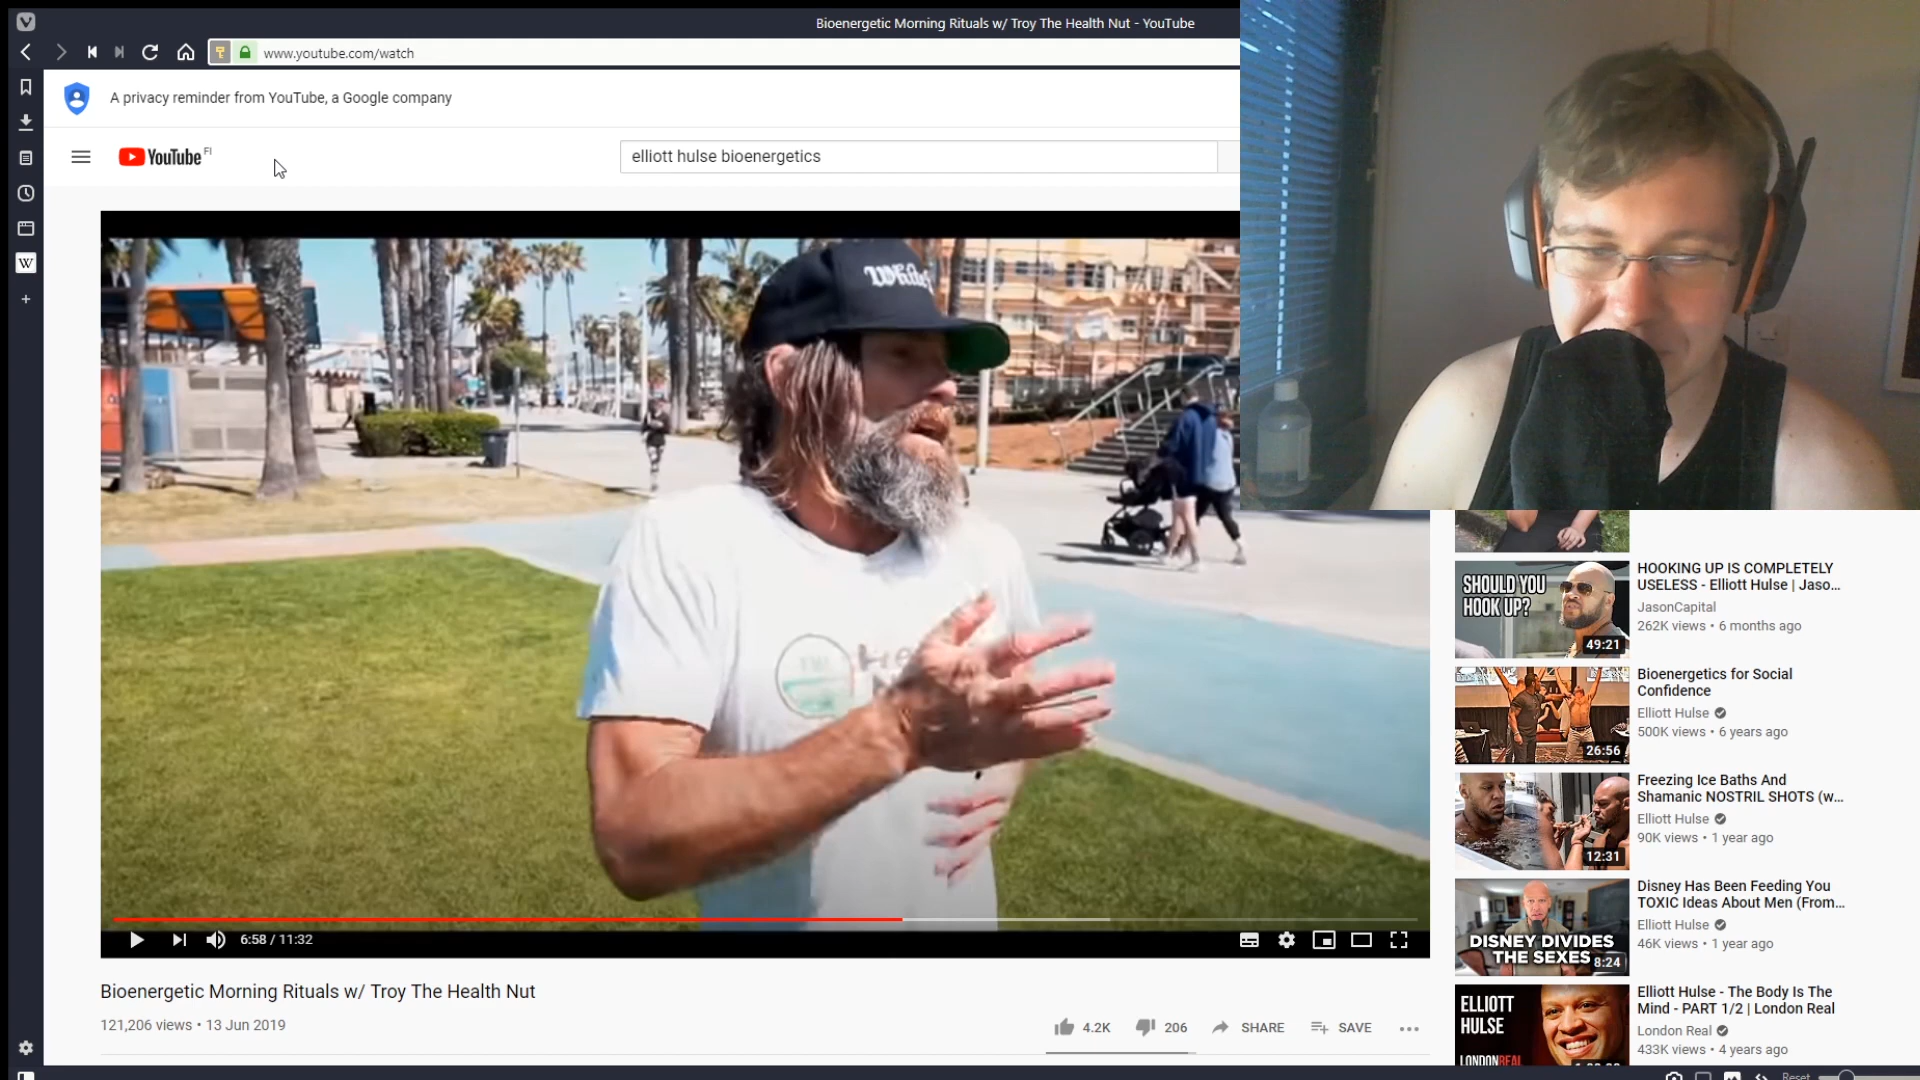 Bioenergetic Morning Rituals w/ Troy The Health Nut - YouTube
www.youtube.com/watch
A privacy reminder from YouTube, a Google company
YouTube FI
elliott hulse bioenergetics
W
6:58 / 11:32
Bioenergetic Morning Rituals w/ Troy The Health Nut
121,206 views • 13 Jun 2019
4.2K
206
SHARE
SAVE
SHOULD YOU
HOOK UP?
49:21
HOOKING UP IS COMPLETELY
USELESS - Elliott Hulse | Jaso...
JasonCapital
262K views • 6 months ago
26:56
Bioenergetics for Social
Confidence
Elliott Hulse
500K views • 6 years ago
12:31
Freezing Ice Baths And
Shamanic NOSTRIL SHOTS (w...
Elliott Hulse
90K views • 1 year ago
DISNEY DIVIDES
THE SEXES
8:24
Disney Has Been Feeding You
TOXIC Ideas About Men (From...
Elliott Hulse
46K views • 1 year ago
ELLIOTT
HULSE
LONDONREAL
Elliott Hulse - The Body Is The
Mind - PART 1/2 | London Real
London Real
433K views • 4 years ago
Reset